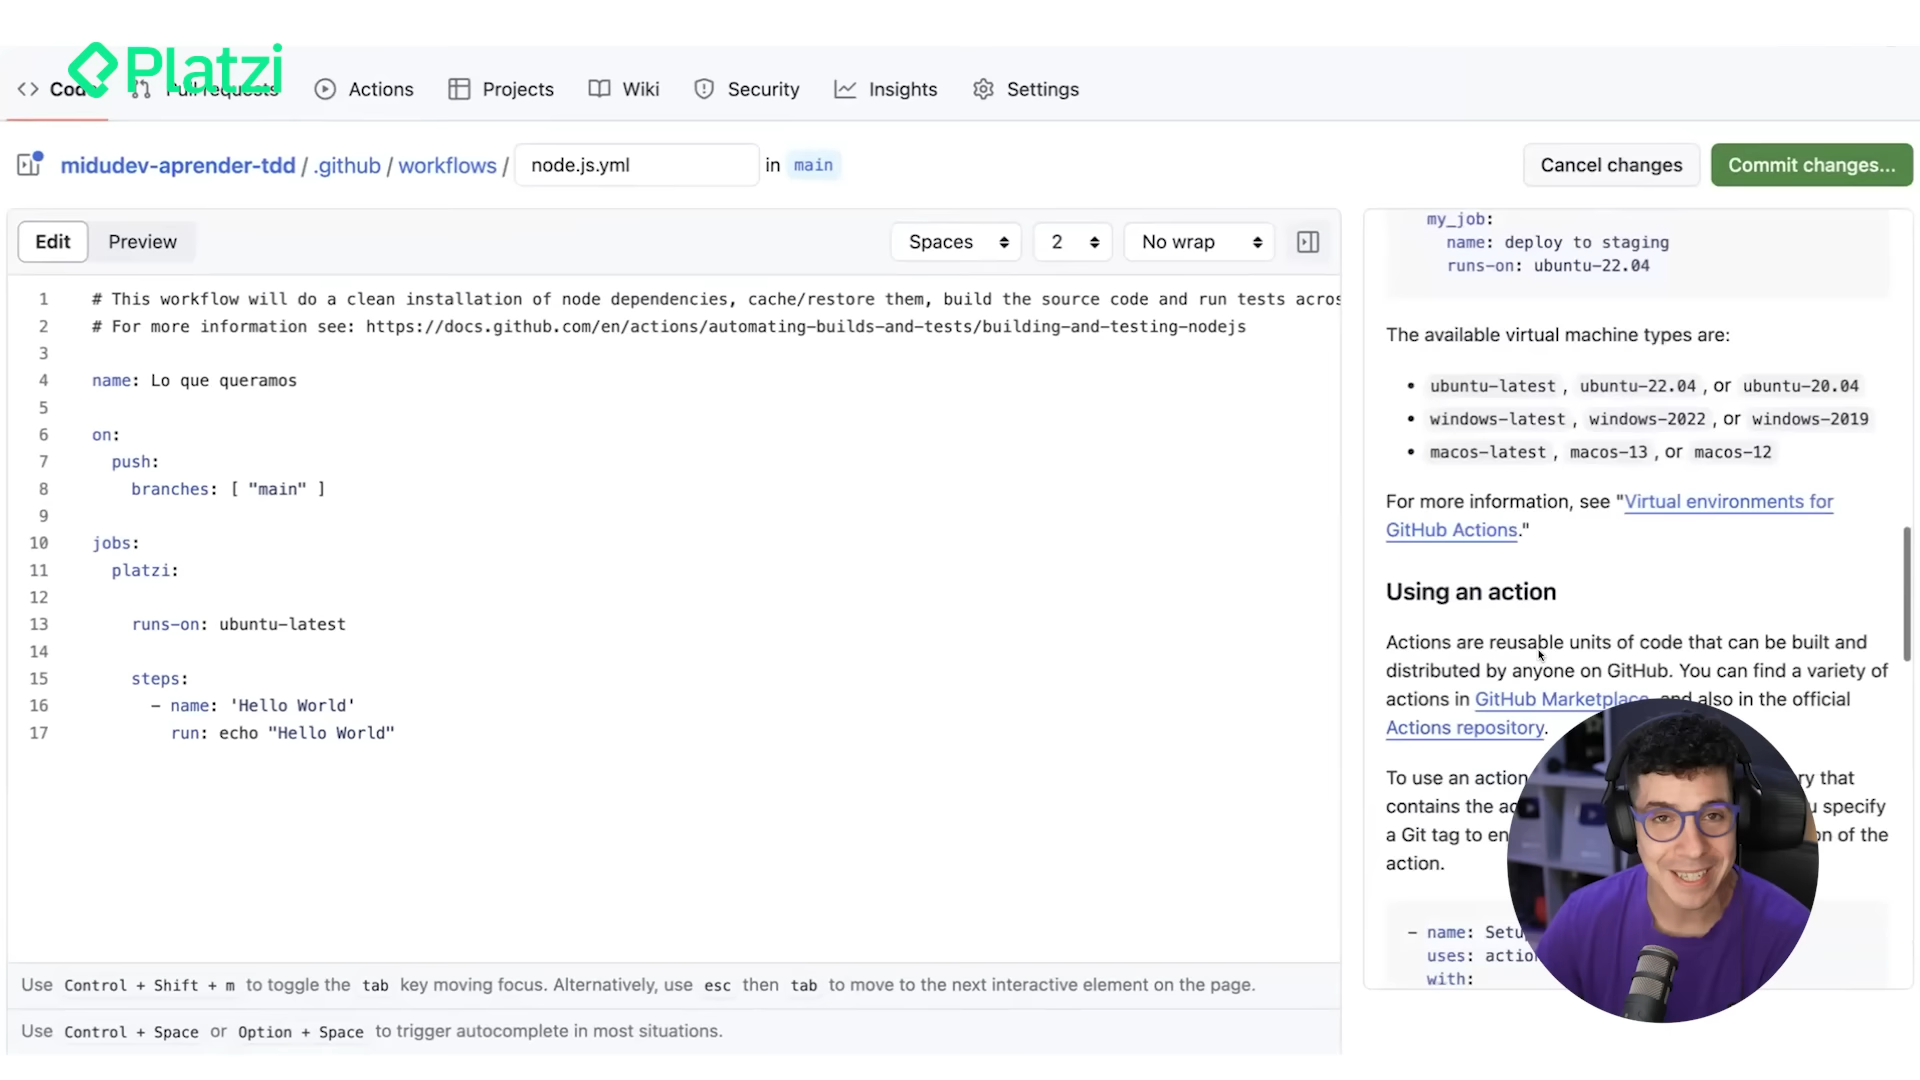 Platzi
Code
Pull requests
Actions
Projects
Wiki
Security
Insights
Settings
midudev-aprender-tdd / .github / workflows / node.js.yml in main
Cancel changes
Commit changes...
Edit
Preview
Spaces
2
No wrap
1 # This workflow will do a clean installation of node dependencies, cache/restore them, build the source code and run tests acros
2 # For more information see: https://docs.github.com/en/actions/automating-builds-and-tests/building-and-testing-nodejs
3
4 name: Lo que queramos
5
6 on:
7 push:
8 branches: [ "main" ]
9
10 jobs:
11 platzi:
12
13 runs-on: ubuntu-latest
14
15 steps:
16 - name: 'Hello World'
17 run: echo "Hello World"
Use Control + Shift + m to toggle the tab key moving focus. Alternatively, use esc then tab to move to the next interactive element on the page.
Use Control + Space or Option + Space to trigger autocomplete in most situations.
my_job:
name: deploy to staging
runs-on: ubuntu-22.04
The available virtual machine types are:
• ubuntu-latest , ubuntu-22.04 , or ubuntu-20.04
• windows-latest , windows-2022 , or windows-2019
• macos-latest , macos-13 , or macos-12
For more information, see "Virtual environments for
GitHub Actions."
Using an action
Actions are reusable units of code that can be built and
distributed by anyone on GitHub. You can find a variety of
actions in GitHub Marketplace, and also in the official
Actions repository.
To use an action
contains the specify
a Git tag to of the
action.
- name:
uses:
with: